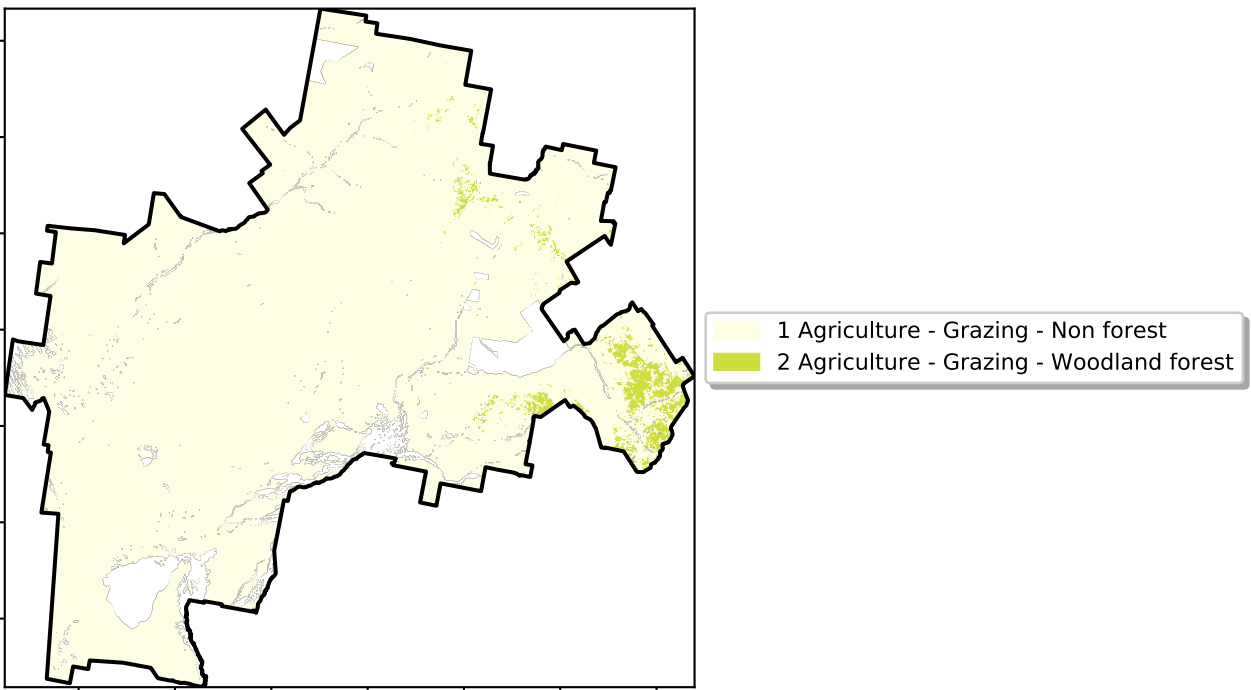 1 Agriculture - Grazing - Non forest
2 Agriculture - Grazing - Woodland forest